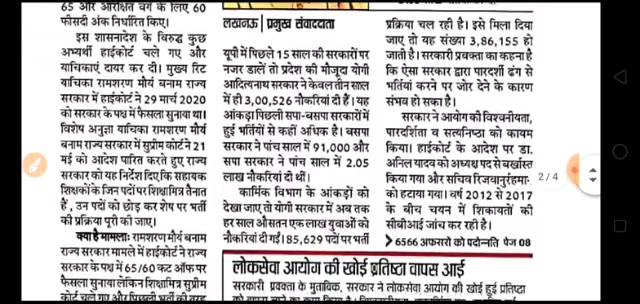 65 और आरक्षित वर्ग के लिए 60
फीसदी अंक निर्धारित किए।
इस शासनादेश के विरुद्ध कुछ
अभ्यर्थी हाईकोर्ट चले गए और
याचिकाएं दायर कर दी। मुख्य रिट
याचिका रामशरण मौर्य बनाम राज्य
सरकार में हाईकोर्ट ने 29 मार्च 2020
को सरकार के पक्ष में फैसला सुनाया था।
विशेष अनुज्ञा याचिका रामशरण मौर्य
बनाम राज्य सरकार में सुप्रीम कोर्ट ने 21
मई को आदेश पारित करते हुए राज्य
सरकार को यह निर्देश दिए कि सहायक
शिक्षकों के जिन पदों पर शिक्षामित्र तैनात
हैं, उन पदों को छोड़ कर शेष पर भर्ती
की प्रक्रिया पूरी की जाए।
क्या है मामला: रामशरण मौर्य बनाम
राज्य सरकार मामले में हाईकोर्ट ने राज्य
सरकार के पक्ष में 65/60 कट ऑफ पर
फैसला सुनाया लेकिन शिक्षामित्र सुप्रीम
कोर्ट चले गए और पिछली भर्ती की तरह
लखनऊ | प्रमुख संवाददाता
यूपी में पिछले 15 साल की सरकारों पर
नजर डालें तो प्रदेश की मौजूदा योगी
आदित्यनाथ सरकार ने केवल तीन साल
में ही 3,00,526 नौकरियां दी हैं। यह
आंकड़ा पिछली सपा-बसपा सरकारों में
हुई भर्तियों से कहीं अधिक है। बसपा
सरकार ने पांच साल में 91,000 और
सपा सरकार ने पांच साल में 2.05
लाख नौकरियां दी थीं।
कार्मिक विभाग के आंकड़ों को
देखा जाए तो योगी सरकार में अब तक
हर साल औसतन एक लाख युवाओं को
नौकरी दी गईं। 85,629 पदों पर भर्ती
प्रक्रिया चल रही है। इसे मिला दिया
जाए तो यह संख्या 3,86,155 हो
जाती है। सरकारी प्रवक्ता का कहना है
कि ऐसा सरकार द्वारा पारदर्शी ढंग से
भर्तियां करने पर जोर देने के कारण
संभव हो सका है।
सरकार ने आयोग की विश्वनीयता,
पारदर्शिता व सत्यनिष्ठा को कायम
किया। हाईकोर्ट के आदेश पर डा.
अनिल यादव को अध्यक्ष पद से बर्खास्त
किया गया और सचिव रिजवानुर्रहमान
को हटाया गया। वर्ष 2012 से 2017
के बीच चयन में शिकायतों की
सीबीआई जांच कर रही है।
6566 अफसरों को पदोन्नति पेज 08
लोकसेवा आयोग की खोई प्रतिष्ठा वापस आई
सरकारी प्रवक्ता के मुताबिक, सरकार ने लोकसेवा आयोग की खोई हुई प्रतिष्ठा
2/4